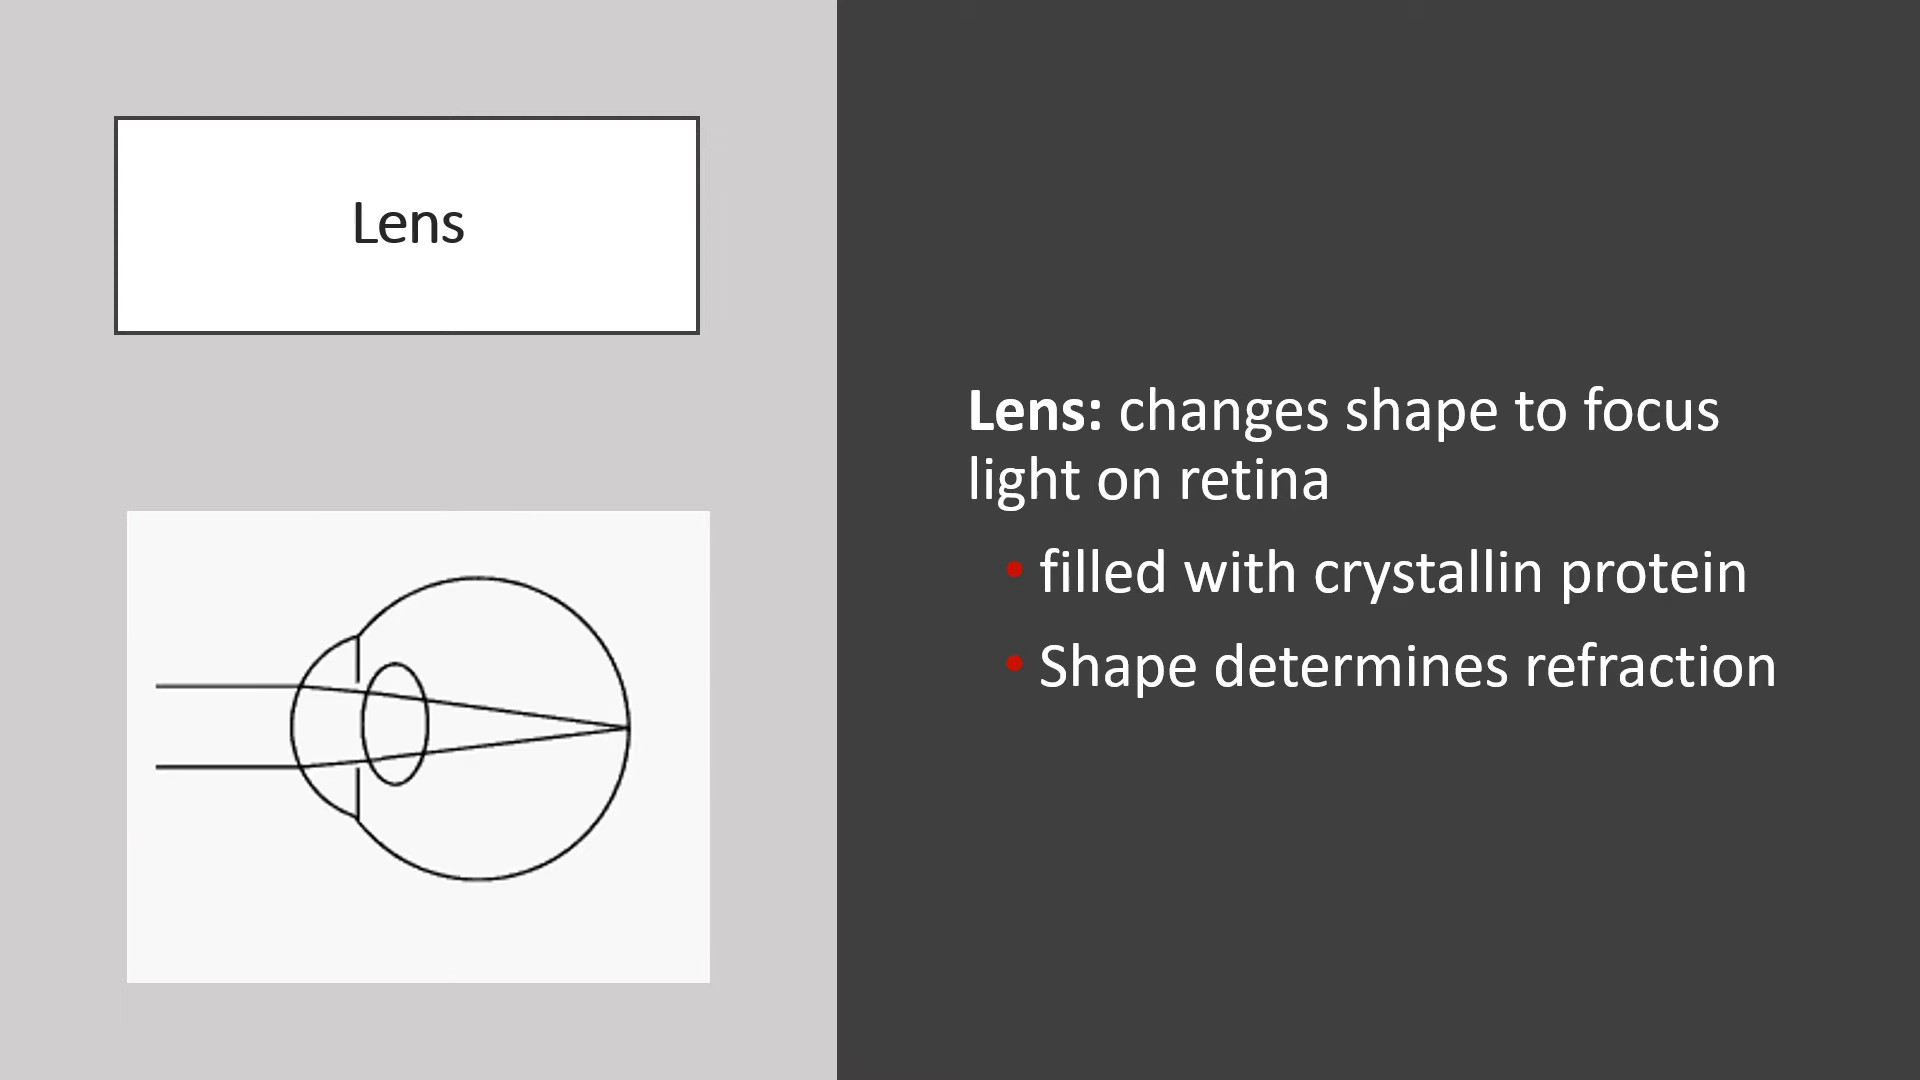 Lens
Lens: changes shape to focus
light on retina
• filled with crystallin protein
• Shape determines refraction